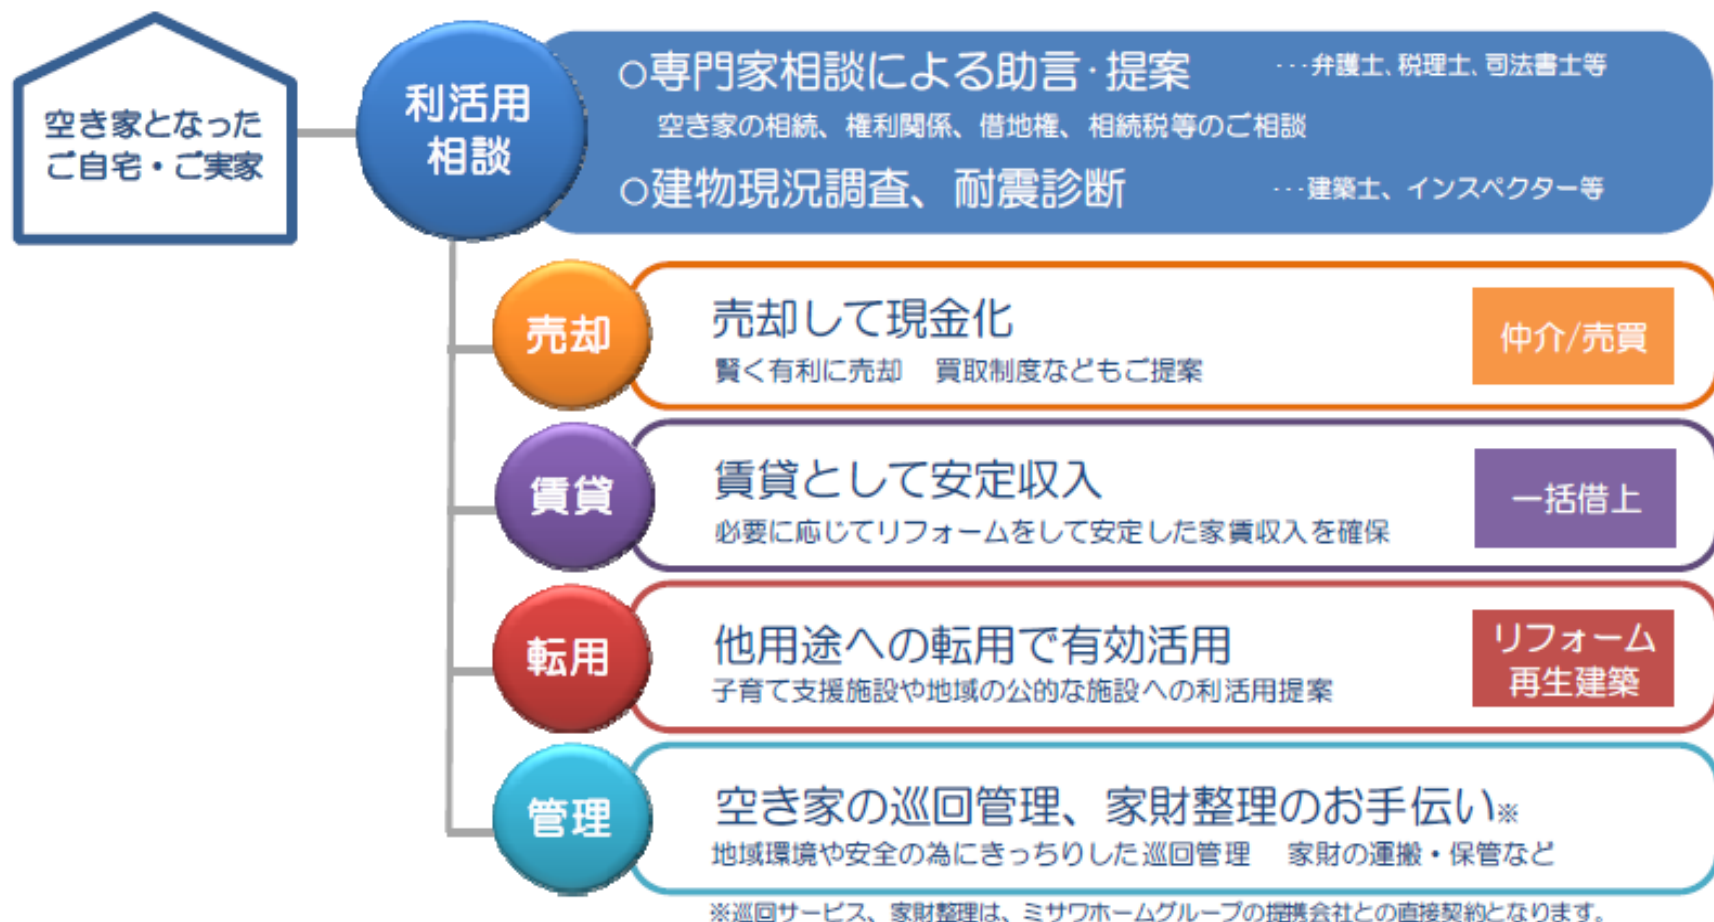 空き家となった
ご自宅・ご実家
利活用
相談
○専門家相談による助言・提案 …弁護士、税理士、司法書士等
空き家の相続、権利関係、借地権、相続税等のご相談
○建物現況調査、耐震診断 …建築士、インスペクター等
売却
売却して現金化
賢く有利に売却　買取制度などもご提案
仲介/売買
賃貸
賃貸として安定収入
必要に応じてリフォームをして安定した家賃収入を確保
一括借上
転用
他用途への転用で有効活用
子育て支援施設や地域の公的な施設への利活用提案
リフォーム
再生建築
管理
空き家の巡回管理、家財整理のお手伝い※
地域環境や安全の為にきっちりした巡回管理　家財の運搬・保管など
※巡回サービス、家財整理は、ミサワホームグループの提携会社との直接契約となります。